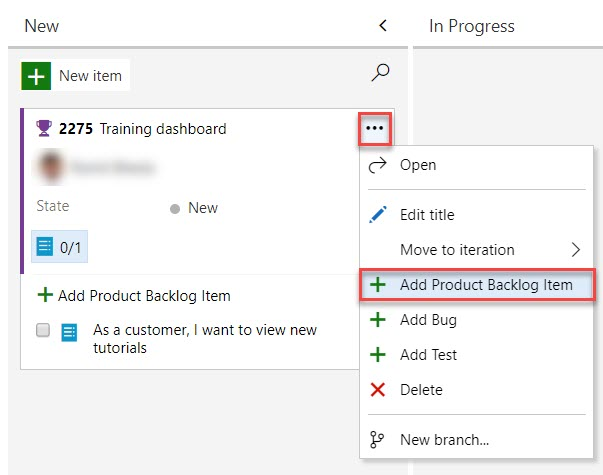 New
In Progress
New item
2275 Training dashboard
State
New
0/1
Add Product Backlog Item
As a customer, I want to view new
tutorials
Open
Edit title
Move to iteration
Add Product Backlog Item
Add Bug
Add Test
Delete
New branch...